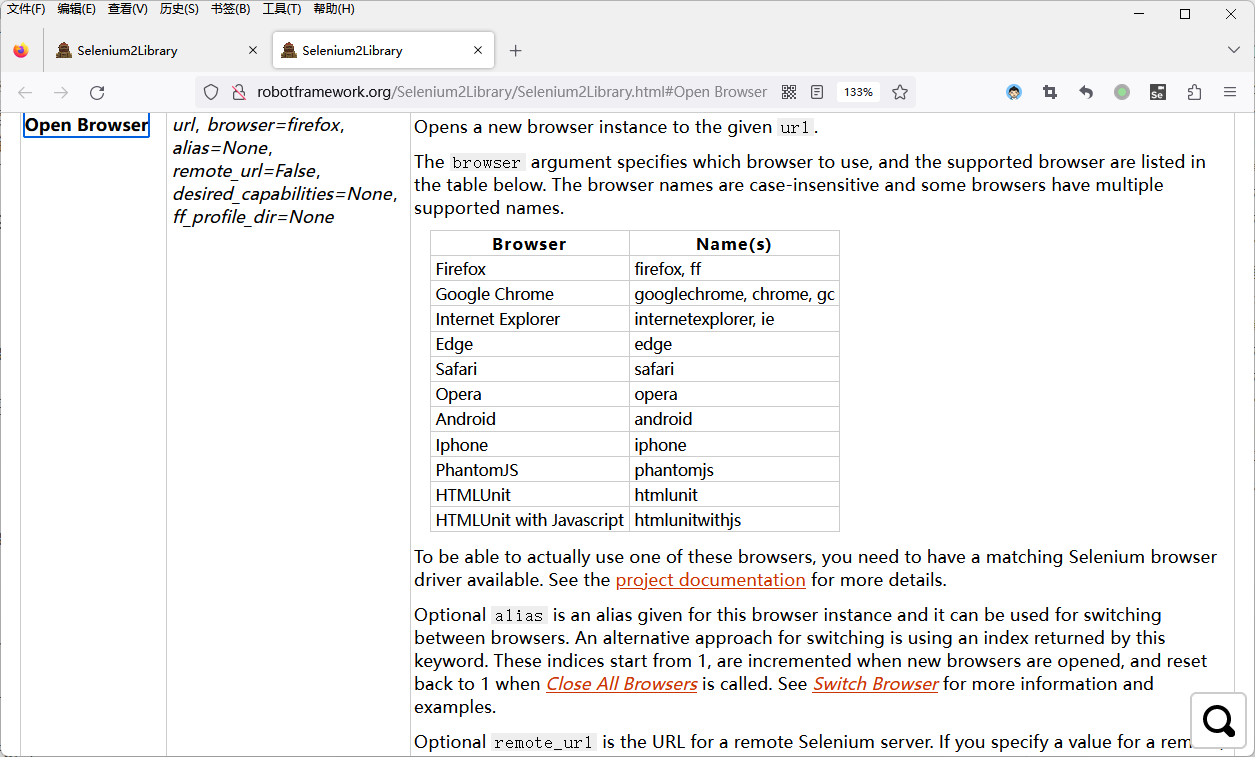 文件(F) 编辑(E) 查看(V) 历史(S) 书签(B) 工具(T) 帮助(H)
Selenium2Library
Selenium2Library
robotframework.org/Selenium2Library/Selenium2Library.html#Open Browser
133%
Se
Open Browser
url, browser=firefox,
alias=None,
remote_url=False,
desired_capabilities=None,
ff_profile_dir=None
Opens a new browser instance to the given url.
The browser argument specifies which browser to use, and the supported browser are listed in
the table below. The browser names are case-insensitive and some browsers have multiple
supported names.
Browser Name(s)
Firefox firefox, ff
Google Chrome googlechrome, chrome, gc
Internet Explorer internetexplorer, ie
Edge edge
Safari safari
Opera opera
Android android
Iphone iphone
PhantomJS phantomjs
HTMLUnit htmlunit
HTMLUnit with Javascript htmlunitwithjs
To be able to actually use one of these browsers, you need to have a matching Selenium browser
driver available. See the project documentation for more details.
Optional alias is an alias given for this browser instance and it can be used for switching
between browsers. An alternative approach for switching is using an index returned by this
keyword. These indices start from 1, are incremented when new browsers are opened, and reset
back to 1 when Close All Browsers is called. See Switch Browser for more information and
examples.
Optional remote_url is the URL for a remote Selenium server. If you specify a value for a